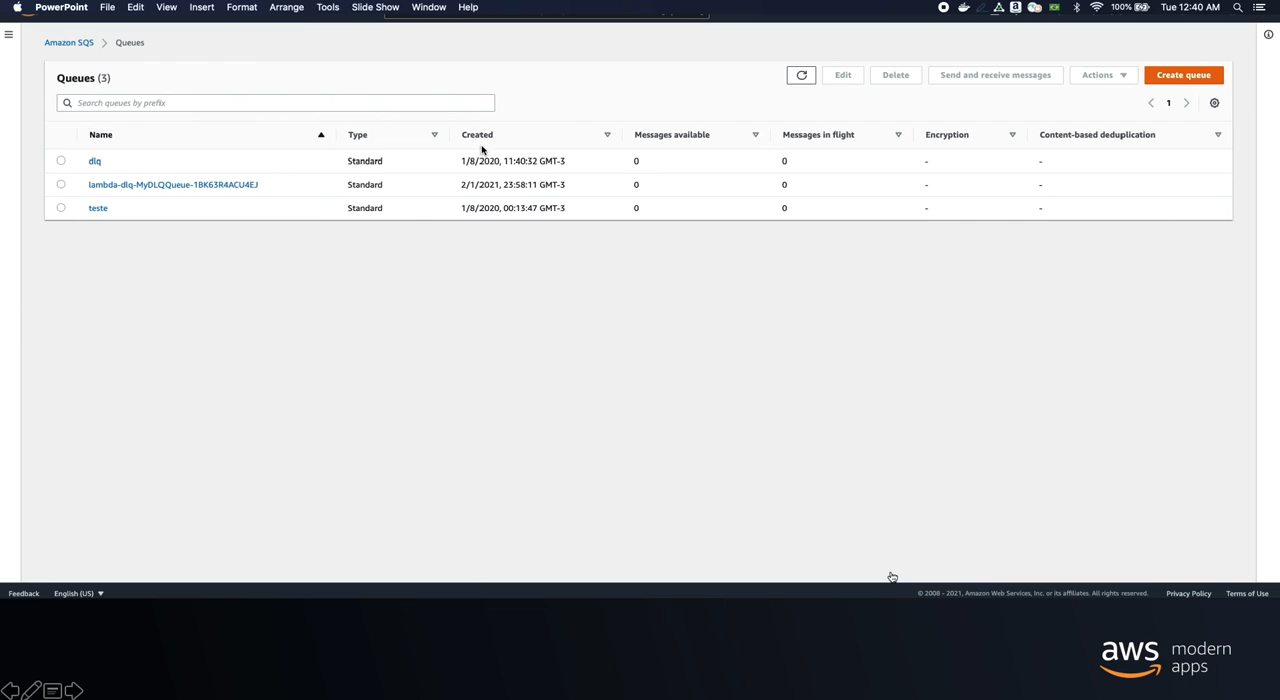 PowerPoint File Edit View Insert Format Arrange Tools Slide Show Window Help 100% Tue 12:40 AM
Amazon SQS > Queues
Queues (3) Edit Delete Send and receive messages Actions Create queue
Search queues by prefix 1
Name Type Created Messages available Messages in flight Encryption Content-based deduplication
dlq Standard 1/8/2020, 11:40:32 GMT-3 0 0 - -
lambda-dlq-MyDLQQueue-1BK63R4ACU4EJ Standard 2/1/2021, 23:58:11 GMT-3 0 0 - -
teste Standard 1/8/2020, 00:13:47 GMT-3 0 0 - -
Feedback English (US) © 2008 - 2021, Amazon Web Services, Inc. or its affiliates. All rights reserved. Privacy Policy Terms of Use
aws modern
apps